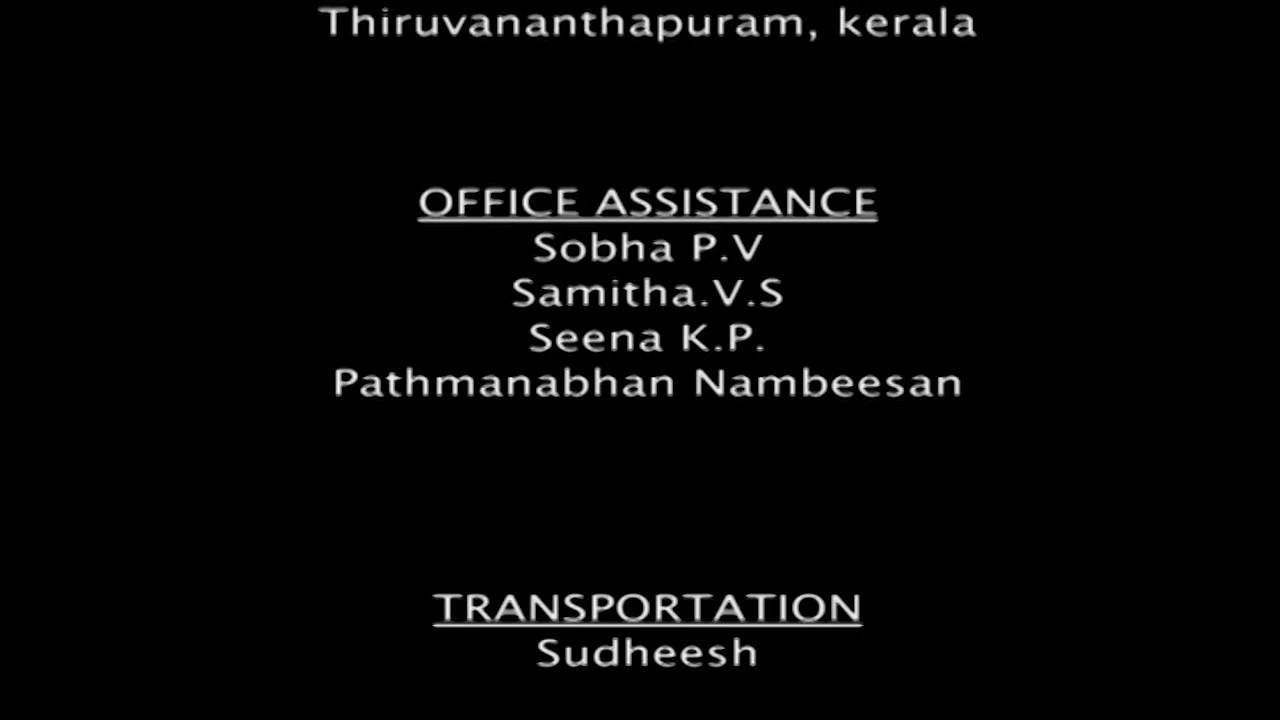 Thiruvananthapuram, kerala
OFFICE ASSISTANCE
Sobha P.V
Samitha.V.S
Seena K.P.
Pathmanabhan Nambeesan
TRANSPORTATION
Sudheesh